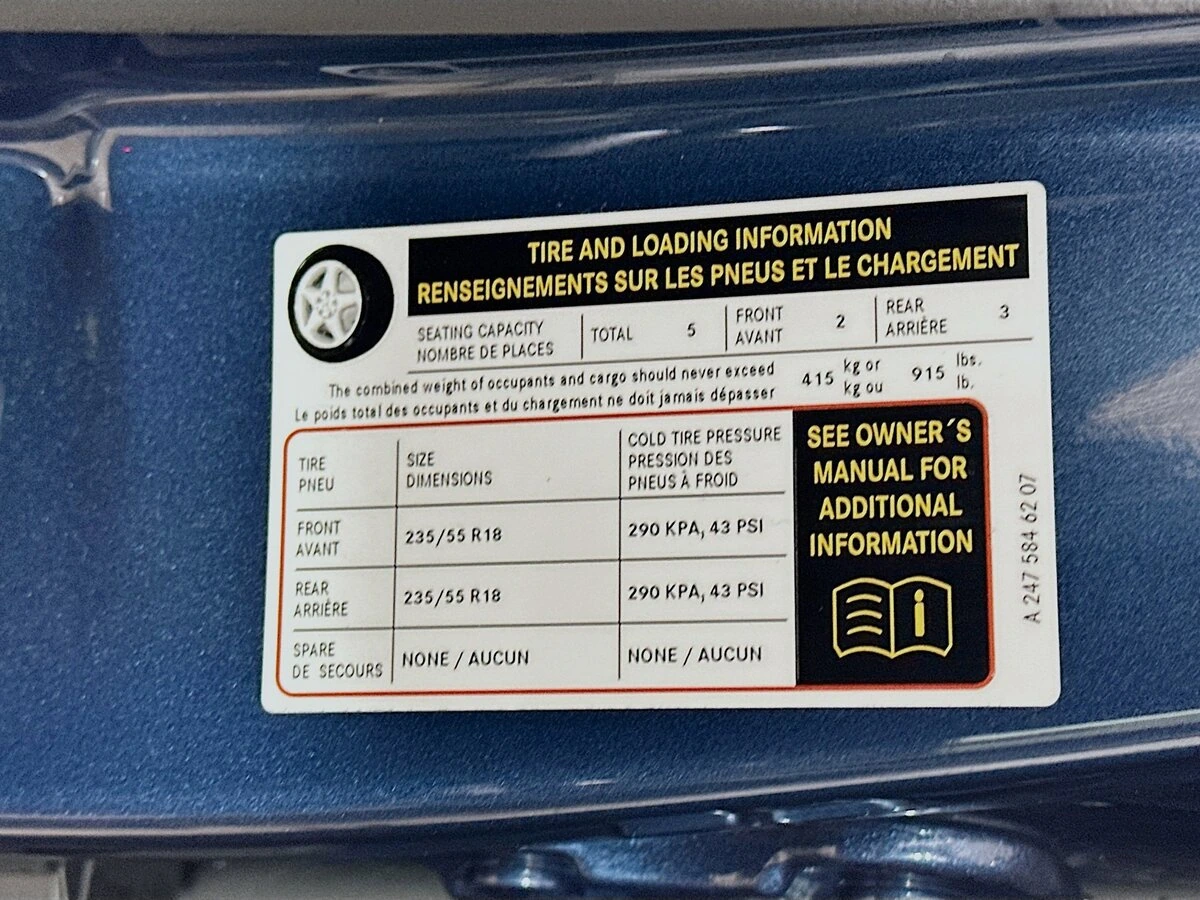 TIRE AND LOADING INFORMATION
RENSEIGNEMENTS SUR LES PNEUS ET LE CHARGEMENT
SEATING CAPACITY
NOMBRE DE PLACES
TOTAL 5
FRONT
AVANT
2
REAR
ARRIÈRE
3
The combined weight of occupants and cargo should never exceed
Le poids total des occupants et du chargement ne doit jamais dépasser
415
kg or
kg ou
915
lbs.
lb.
TIRE
PNEU
SIZE
DIMENSIONS
COLD TIRE PRESSURE
PRESSION DES
PNEUS À FROID
FRONT
AVANT
235/55 R18
290 KPA, 43 PSI
REAR
ARRIÈRE
235/55 R18
290 KPA, 43 PSI
SPARE
DE SECOURS
NONE / AUCUN
NONE / AUCUN
SEE OWNER´S
MANUAL FOR
ADDITIONAL
INFORMATION
i
A 247 584 62 07